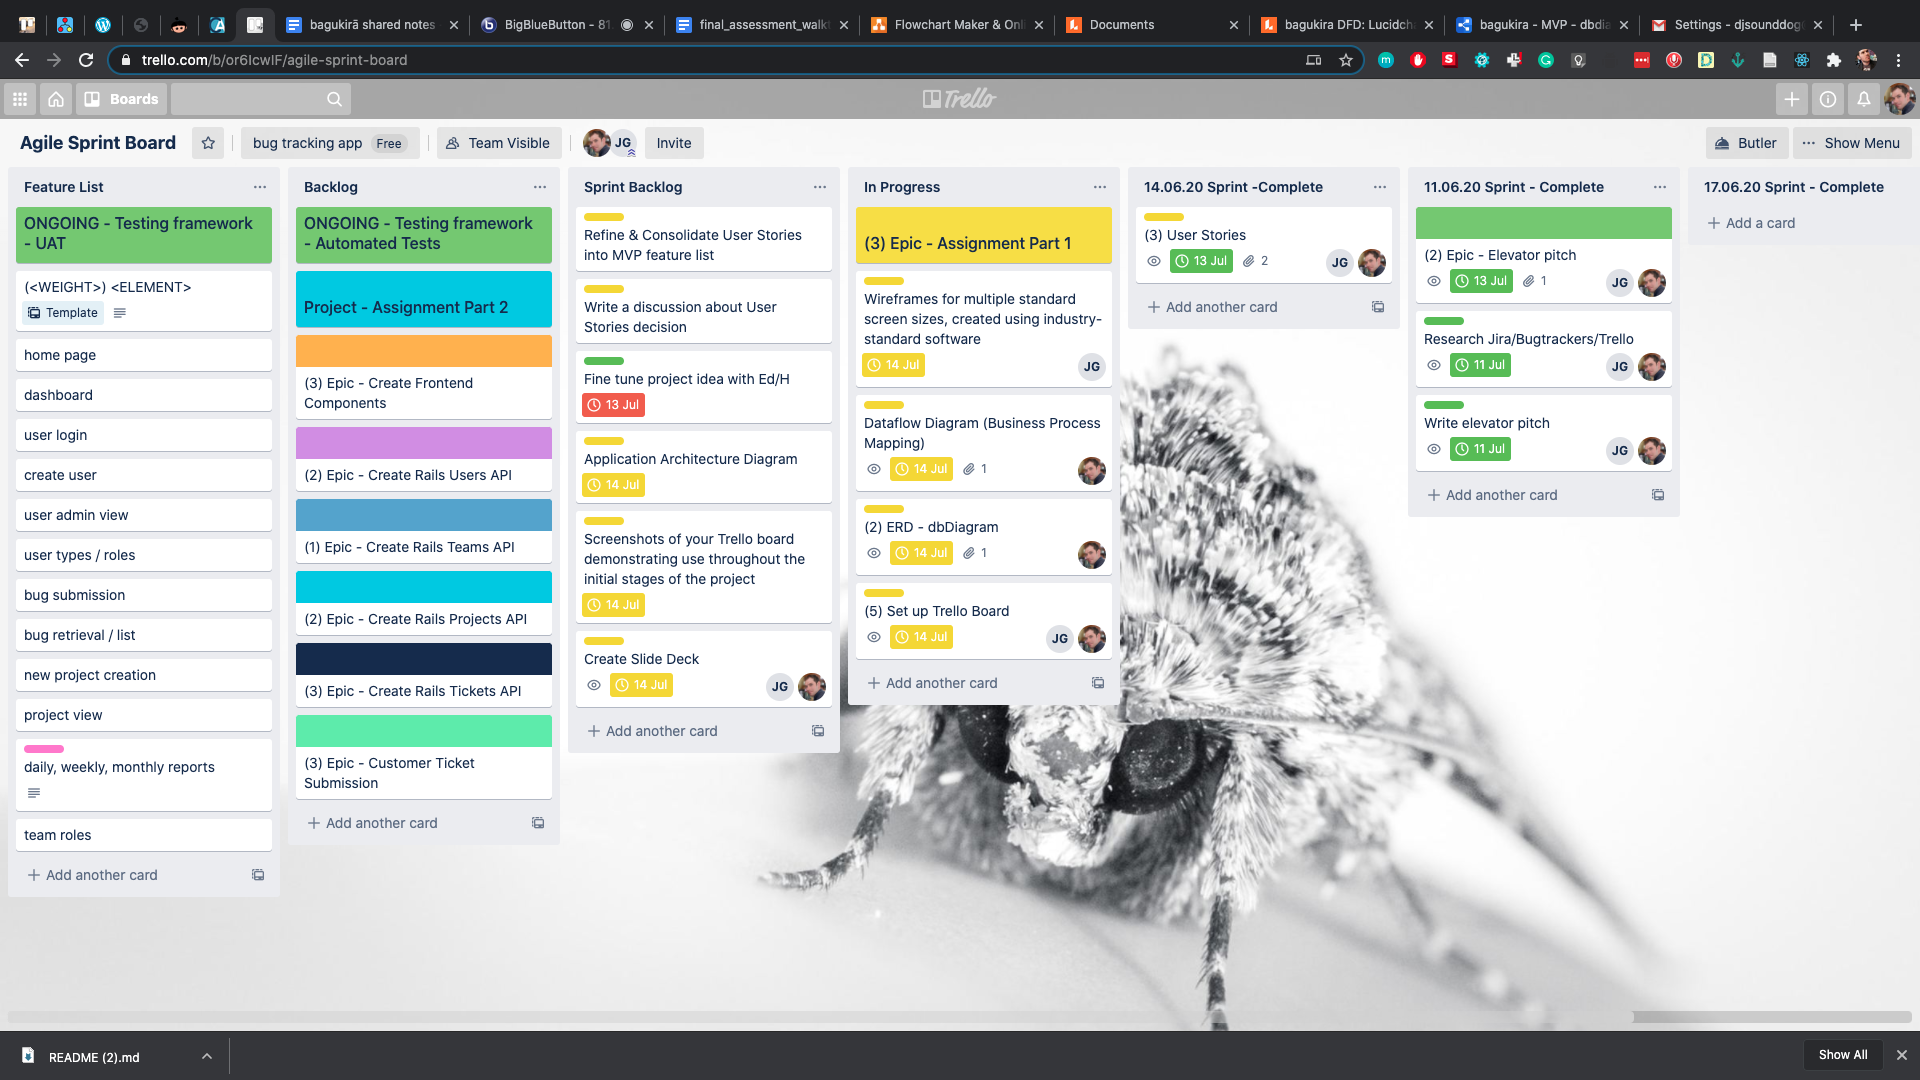 bagukirā shared notes
BigBlueButton - 81.
final_assessment_walkt
Flowchart Maker & Onli
Documents
bagukira DFD: Lucidch
bagukira - MVP - dbdia
Settings - djsounddog
trello.com/b/or6IcwIF/agile-sprint-board
Boards
Trello
Agile Sprint Board
bug tracking app Free
Team Visible
JG
Invite
Butler
Show Menu
Feature List
ONGOING - Testing framework
- UAT
(<WEIGHT>) <ELEMENT>
Template
home page
dashboard
user login
create user
user admin view
user types / roles
bug submission
bug retrieval / list
new project creation
project view
daily, weekly, monthly reports
team roles
Add another card
Backlog
ONGOING - Testing framework
- Automated Tests
Project - Assignment Part 2
(3) Epic - Create Frontend
Components
(2) Epic - Create Rails Users API
(1) Epic - Create Rails Teams API
(2) Epic - Create Rails Projects API
(3) Epic - Create Rails Tickets API
(3) Epic - Customer Ticket
Submission
Add another card
Sprint Backlog
Refine & Consolidate User Stories
into MVP feature list
Write a discussion about User
Stories decision
Fine tune project idea with Ed/H
13 Jul
Application Architecture Diagram
14 Jul
Screenshots of your Trello board
demonstrating use throughout the
initial stages of the project
14 Jul
Create Slide Deck
14 Jul JG
Add another card
In Progress
(3) Epic - Assignment Part 1
Wireframes for multiple standard
screen sizes, created using industry-
standard software
14 Jul JG
Dataflow Diagram (Business Process
Mapping)
14 Jul 1
(2) ERD - dbDiagram
14 Jul 1
(5) Set up Trello Board
14 Jul JG
Add another card
14.06.20 Sprint -Complete
(3) User Stories
13 Jul 2 JG
Add another card
11.06.20 Sprint - Complete
(2) Epic - Elevator pitch
13 Jul 1 JG
Research Jira/Bugtrackers/Trello
11 Jul JG
Write elevator pitch
11 Jul JG
Add another card
17.06.20 Sprint - Complete
Add a card
README (2).md
Show All